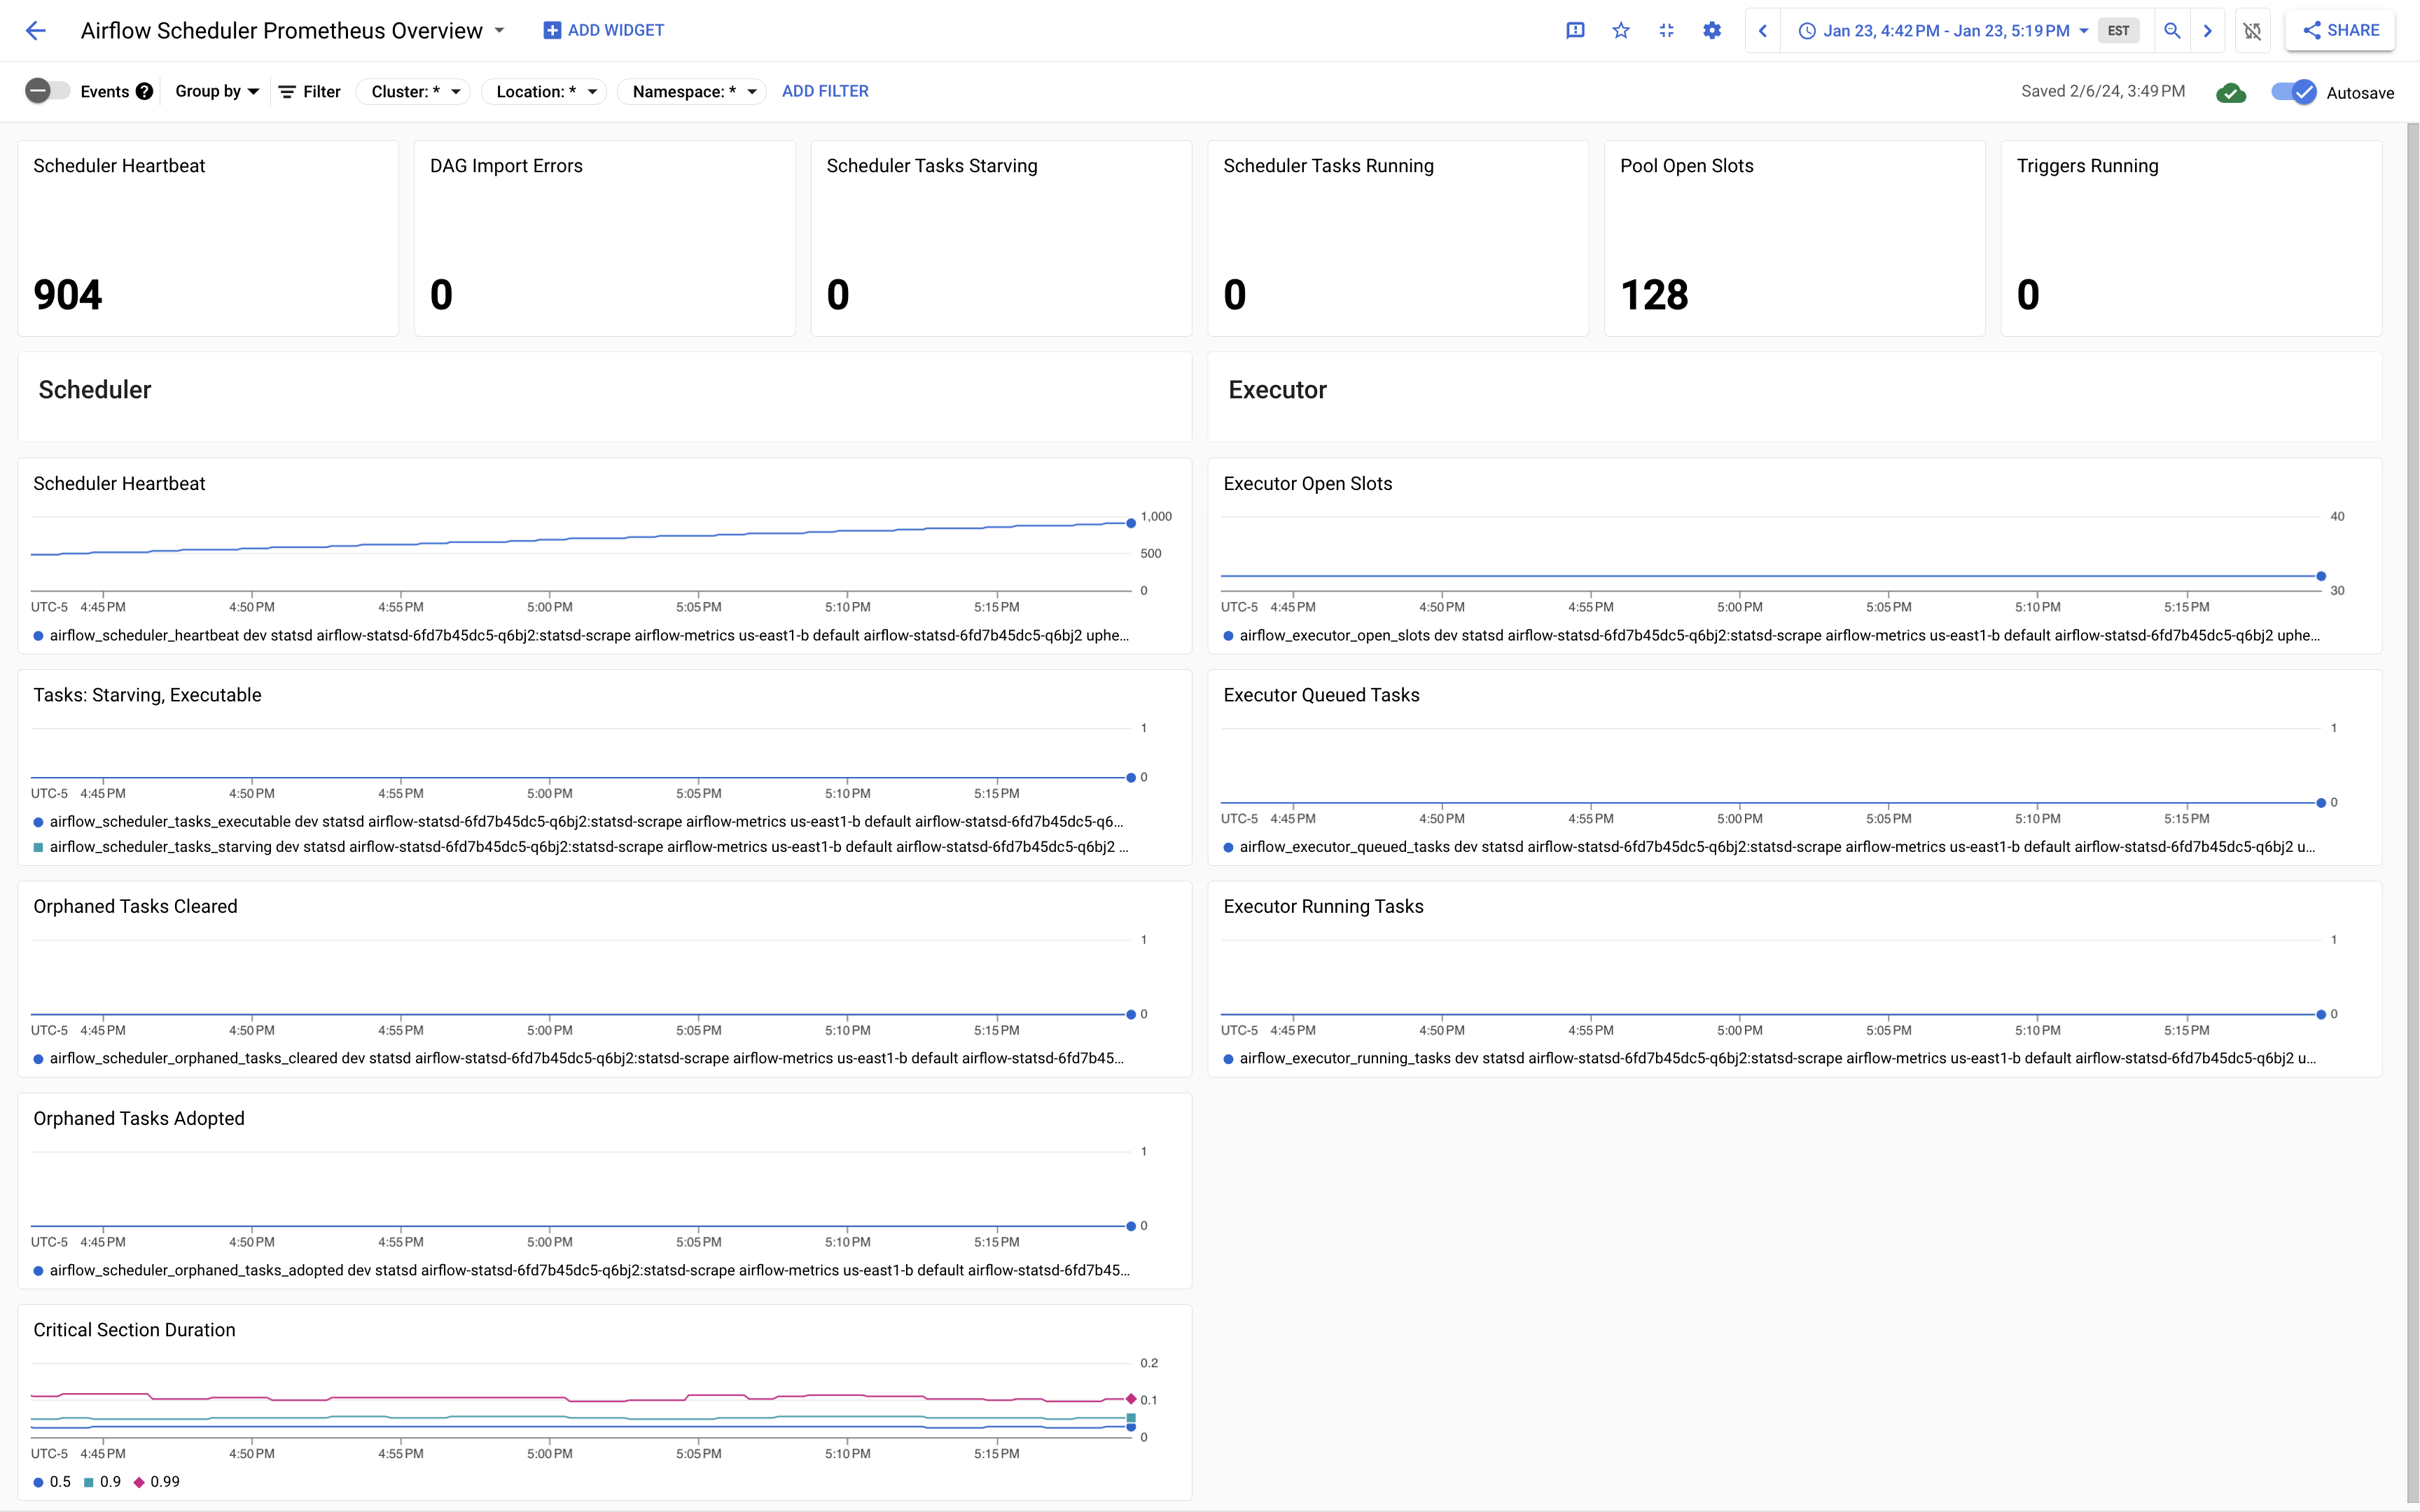 Airflow Scheduler Prometheus Overview
ADD WIDGET
Jan 23, 4:42 PM - Jan 23, 5:19 PM
EST
SHARE
Events
Group by
Filter
Cluster: *
Location: *
Namespace: *
ADD FILTER
Saved 2/6/24, 3:49 PM
Autosave
Scheduler Heartbeat
904
DAG Import Errors
0
Scheduler Tasks Starving
0
Scheduler Tasks Running
0
Pool Open Slots
128
Triggers Running
0
Scheduler
Executor
Scheduler Heartbeat
1,000
500
0
UTC-5 4:45 PM 4:50 PM 4:55 PM 5:00 PM 5:05 PM 5:10 PM 5:15 PM
airflow_scheduler_heartbeat dev statsd airflow-statsd-6fd7b45dc5-q6bj2:statsd-scrape airflow-metrics us-east1-b default airflow-statsd-6fd7b45dc5-q6bj2 uphe...
Executor Open Slots
40
30
UTC-5 4:45 PM 4:50 PM 4:55 PM 5:00 PM 5:05 PM 5:10 PM 5:15 PM
airflow_executor_open_slots dev statsd airflow-statsd-6fd7b45dc5-q6bj2:statsd-scrape airflow-metrics us-east1-b default airflow-statsd-6fd7b45dc5-q6bj2 uphe...
Tasks: Starving, Executable
1
0
UTC-5 4:45 PM 4:50 PM 4:55 PM 5:00 PM 5:05 PM 5:10 PM 5:15 PM
airflow_scheduler_tasks_executable dev statsd airflow-statsd-6fd7b45dc5-q6bj2:statsd-scrape airflow-metrics us-east1-b default airflow-statsd-6fd7b45dc5-q6...
airflow_scheduler_tasks_starving dev statsd airflow-statsd-6fd7b45dc5-q6bj2:statsd-scrape airflow-metrics us-east1-b default airflow-statsd-6fd7b45dc5-q6bj2 ...
Executor Queued Tasks
1
0
UTC-5 4:45 PM 4:50 PM 4:55 PM 5:00 PM 5:05 PM 5:10 PM 5:15 PM
airflow_executor_queued_tasks dev statsd airflow-statsd-6fd7b45dc5-q6bj2:statsd-scrape airflow-metrics us-east1-b default airflow-statsd-6fd7b45dc5-q6bj2 u...
Orphaned Tasks Cleared
1
0
UTC-5 4:45 PM 4:50 PM 4:55 PM 5:00 PM 5:05 PM 5:10 PM 5:15 PM
airflow_scheduler_orphaned_tasks_cleared dev statsd airflow-statsd-6fd7b45dc5-q6bj2:statsd-scrape airflow-metrics us-east1-b default airflow-statsd-6fd7b45...
Executor Running Tasks
1
0
UTC-5 4:45 PM 4:50 PM 4:55 PM 5:00 PM 5:05 PM 5:10 PM 5:15 PM
airflow_executor_running_tasks dev statsd airflow-statsd-6fd7b45dc5-q6bj2:statsd-scrape airflow-metrics us-east1-b default airflow-statsd-6fd7b45dc5-q6bj2 u...
Orphaned Tasks Adopted
1
0
UTC-5 4:45 PM 4:50 PM 4:55 PM 5:00 PM 5:05 PM 5:10 PM 5:15 PM
airflow_scheduler_orphaned_tasks_adopted dev statsd airflow-statsd-6fd7b45dc5-q6bj2:statsd-scrape airflow-metrics us-east1-b default airflow-statsd-6fd7b45...
Critical Section Duration
0.2
0.1
0
UTC-5 4:45 PM 4:50 PM 4:55 PM 5:00 PM 5:05 PM 5:10 PM 5:15 PM
0.5 0.9 0.99